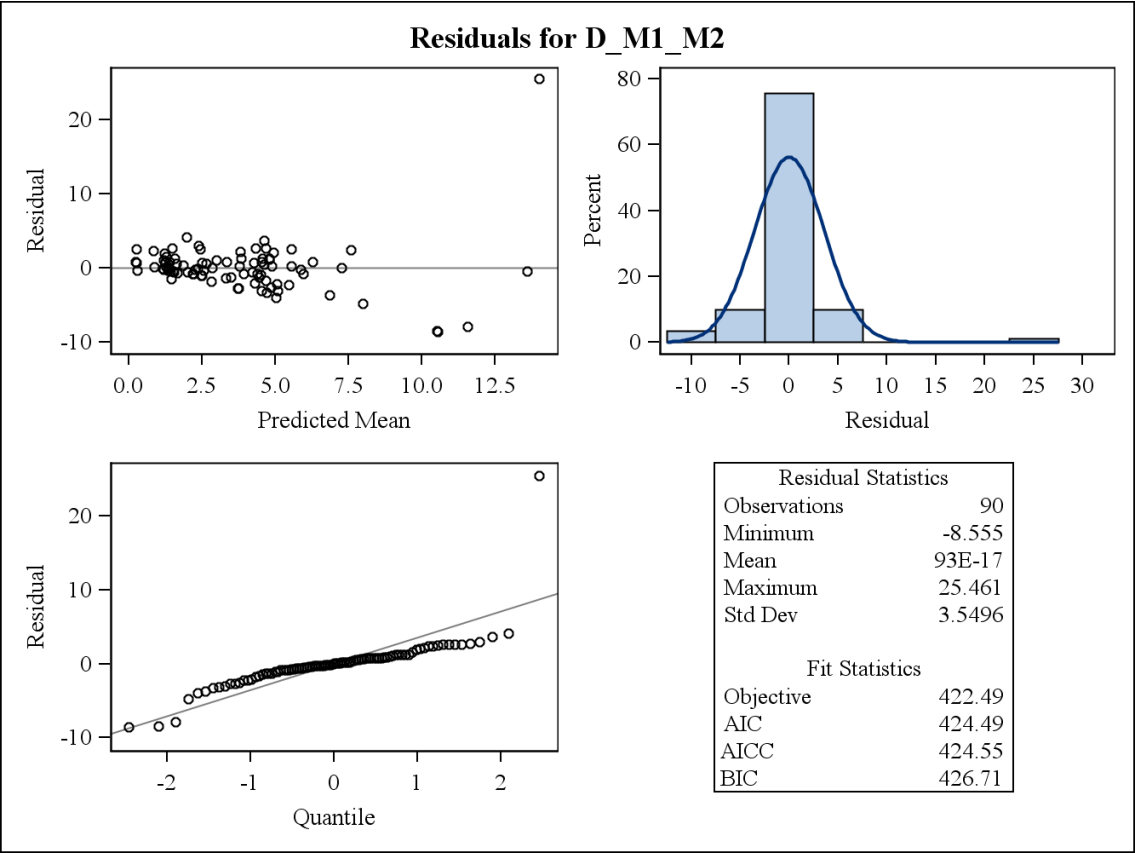 Residuals for D_M1_M2
Residual
20
10
0
-10
0.0 2.5 5.0 7.5 10.0 12.5
Predicted Mean
Percent
80
60
40
20
0
-10 -5 0 5 10 15 20 25 30
Residual
Residual
20
10
0
-10
-2 -1 0 1 2
Quantile
Residual Statistics
Observations 90
Minimum -8.555
Mean 93E-17
Maximum 25.461
Std Dev 3.5496
Fit Statistics
Objective 422.49
AIC 424.49
AICC 424.55
BIC 426.71